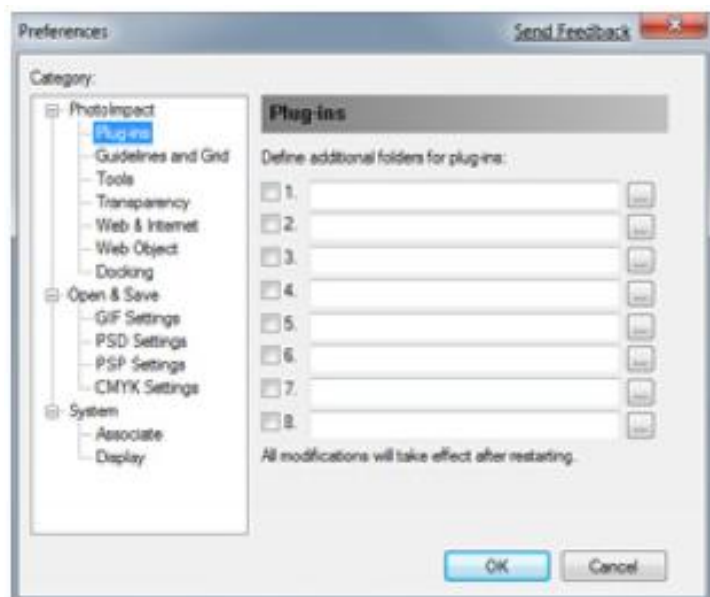 Preferences
Send Feedback
Category:
PhotoImpact
Plug-ins
Guidelines and Grid
Tools
Transparency
Web & Internet
Web Object
Docking
Open & Save
GIF Settings
PSD Settings
PSP Settings
CMYK Settings
System
Associate
Display
Plug-ins
Define additional folders for plug-ins:
1. ...
2. ...
3. ...
4. ...
5. ...
6. ...
7. ...
8. ...
All modifications will take effect after restarting.
OK
Cancel